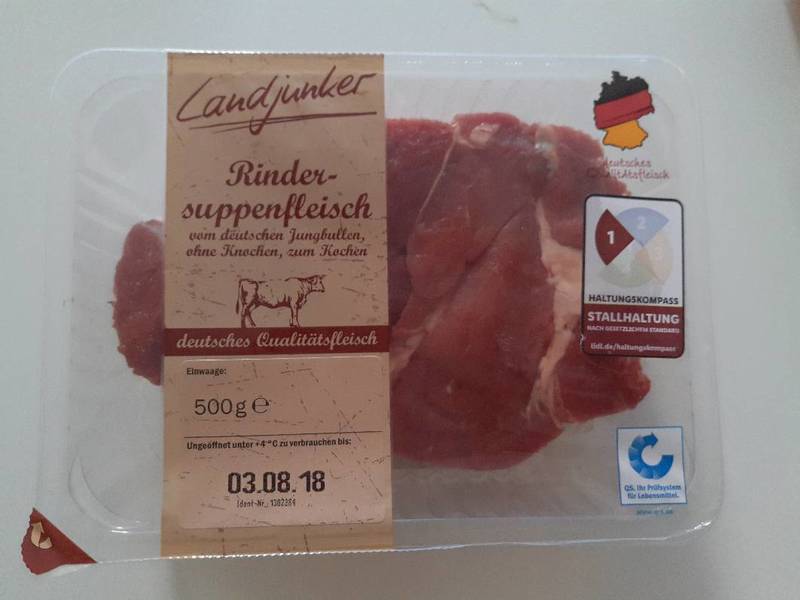 Landjunker
Rinder-
suppenfleisch
vom deutschen Jungbullen,
ohne Knochen, zum Kochen
deutsches Qualitätsfleisch
Einwaage:
500g ℮
Ungeöffnet unter +4°C zu verbrauchen bis:
03.08.18
Ident-Nr.
deutsches
Qualitätsfleisch
1
2
HALTUNGSKOMPASS
STALLHALTUNG
NACH GESETZLICHEM STANDARD
lidl.de/haltungskompass
QS. Ihr Prüfsystem
für Lebensmittel.